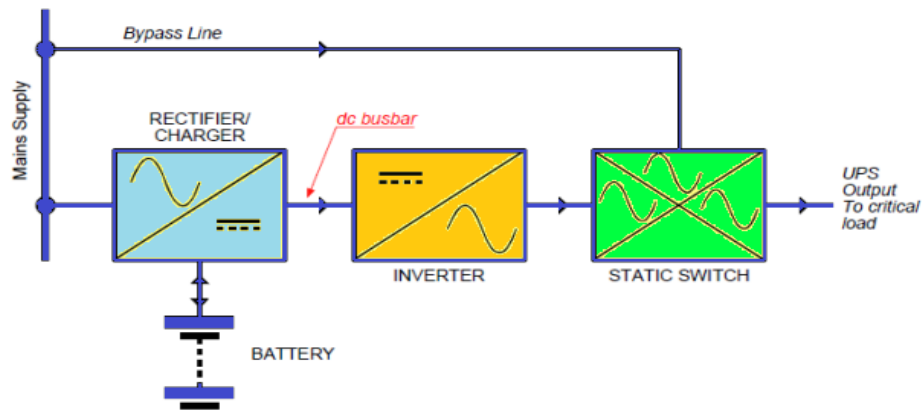 Bypass Line
Mains Supply
RECTIFIER/
CHARGER
dc busbar
UPS
Output
To critical
load
INVERTER
STATIC SWITCH
BATTERY